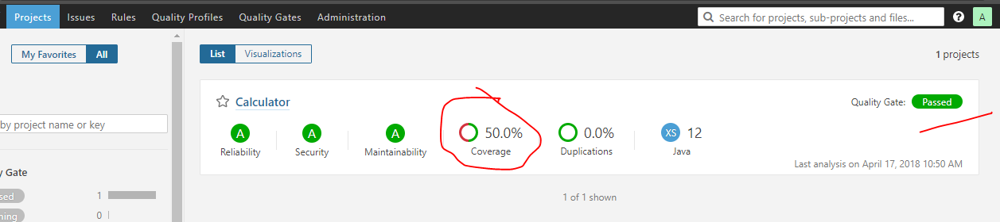 Projects Issues Rules Quality Profiles Quality Gates Administration Search for projects, sub-projects and files... ? A
My Favorites All List Visualizations 1 projects
Calculator Quality Gate: Passed
by project name or key A A A 50.0% 0.0% XS 12
Reliability Security Maintainability Coverage Duplications Java
Last analysis on April 17, 2018 10:50 AM
y Gate
ssed 1 1 of 1 shown
ning 0